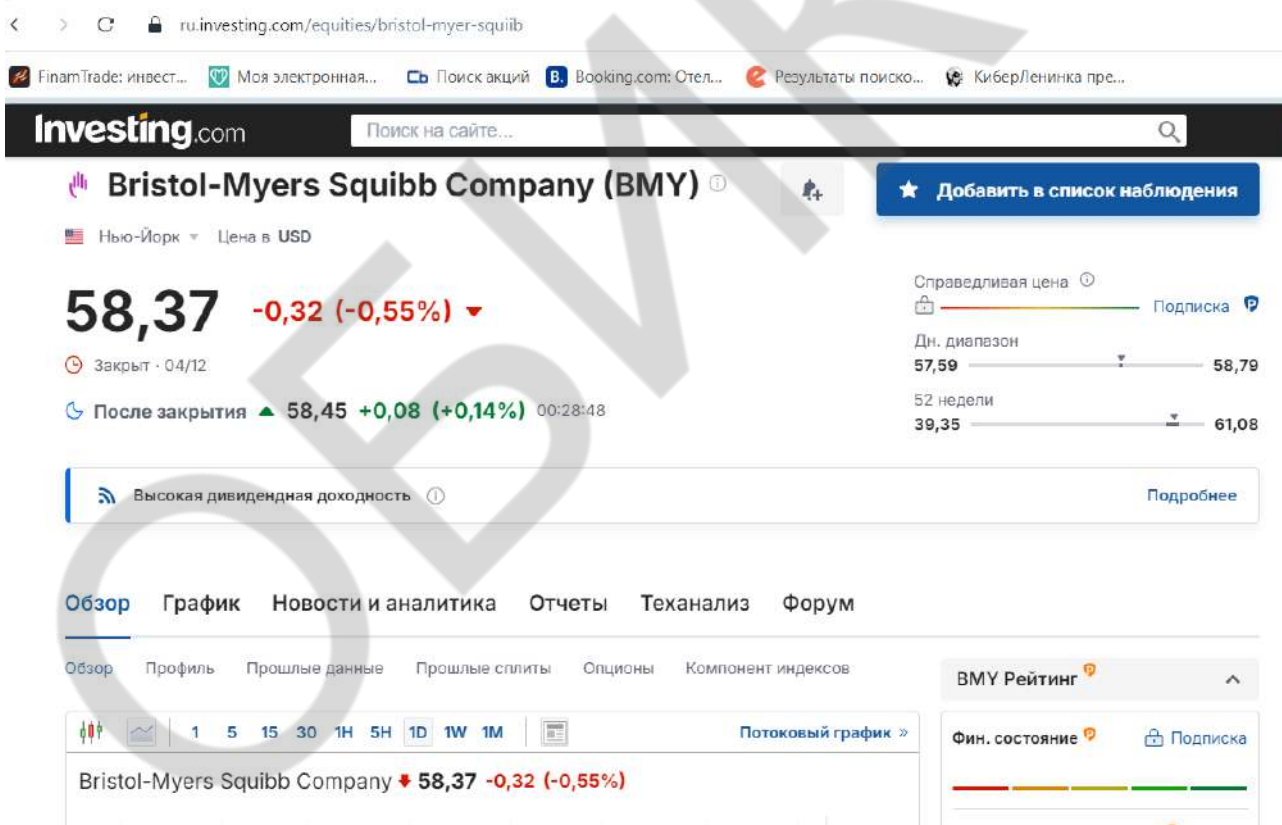 ru.investing.com/equities/bristol-myer-squiib
FinamTrade: инвест... Моя электронная... Cb Поиск акций B. Booking.com: Отел... Результаты поиско... КиберЛенинка пре...
Investing.com Поиск на сайте...
Bristol-Myers Squibb Company (BMY)
Добавить в список наблюдения
Нью-Йорк Цена в USD
58,37 -0,32 (-0,55%)
Закрыт · 04/12
После закрытия 58,45 +0,08 (+0,14%) 00:28:48
Справедливая цена
Подписка
Дн. диапазон
57,59 58,79
52 недели
39,35 61,08
Высокая дивидендная доходность Подробнее
Обзор График Новости и аналитика Отчеты Теханализ Форум
Обзор Профиль Прошлые данные Прошлые сплиты Опционы Компонент индексов
1 5 15 30 1H 5H 1D 1W 1M Потоковый график »
Bristol-Myers Squibb Company 58,37 -0,32 (-0,55%)
BMY Рейтинг
Фин. состояние Подписка